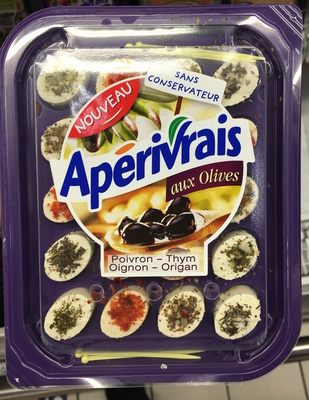 NOUVEAU
SANS
CONSERVATEUR
Apérivrais
aux Olives
Poivron - Thym
Oignon - Origan